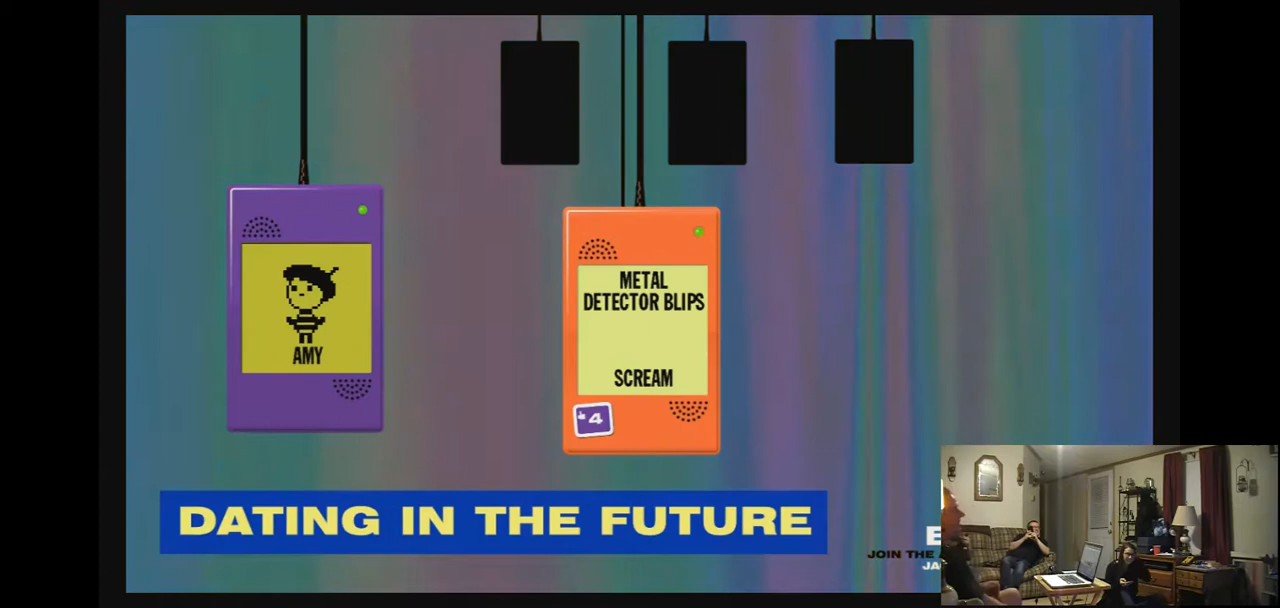 METAL
DETECTOR BLIPS
SCREAM
AMY
4
DATING IN THE FUTURE
JOIN THE